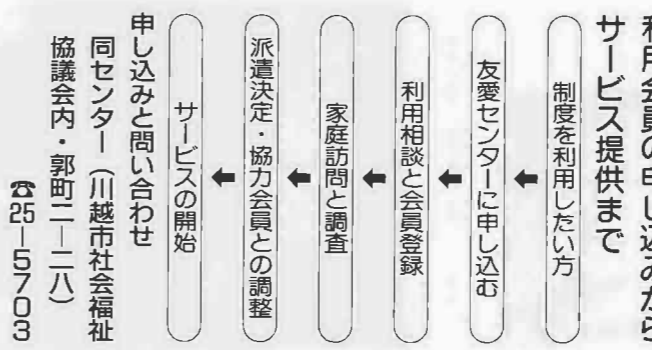 利用会員の申し込みから
サービス提供まで
制度を利用したい方
友愛センターに申し込む
利用相談と会員登録
家庭訪問と調査
派遣決定・協力会員との調整
サービスの開始
申し込みと問い合わせ
同センター（川越市社会福祉
協議会内・郭町二―二八）
☎25―5703